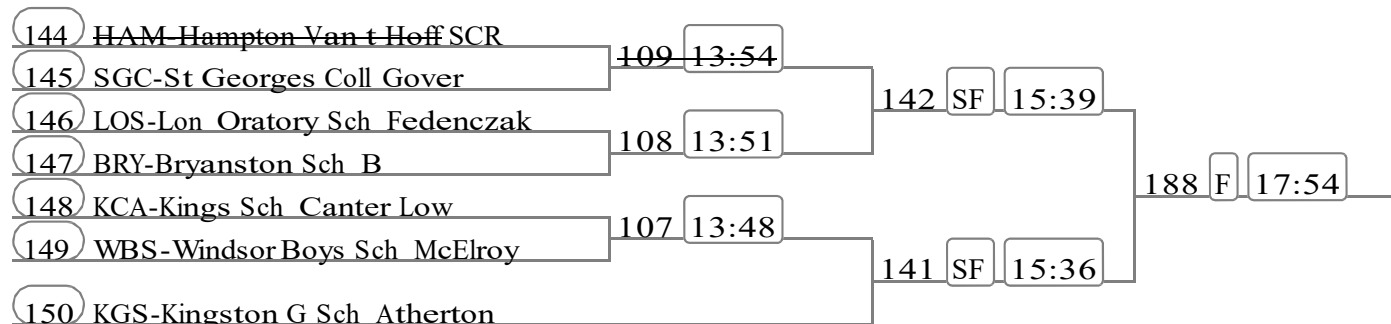 144 HAM-Hampton Van t Hoff SCR
109 13:54
145 SGC-St Georges Coll Gover
142 SF 15:39
146 LOS-Lon Oratory Sch Fedenczak
108 13:51
147 BRY-Bryanston Sch B
188 F 17:54
148 KCA-Kings Sch Canter Low
107 13:48
149 WBS-Windsor Boys Sch McElroy
141 SF 15:36
150 KGS-Kingston G Sch Atherton